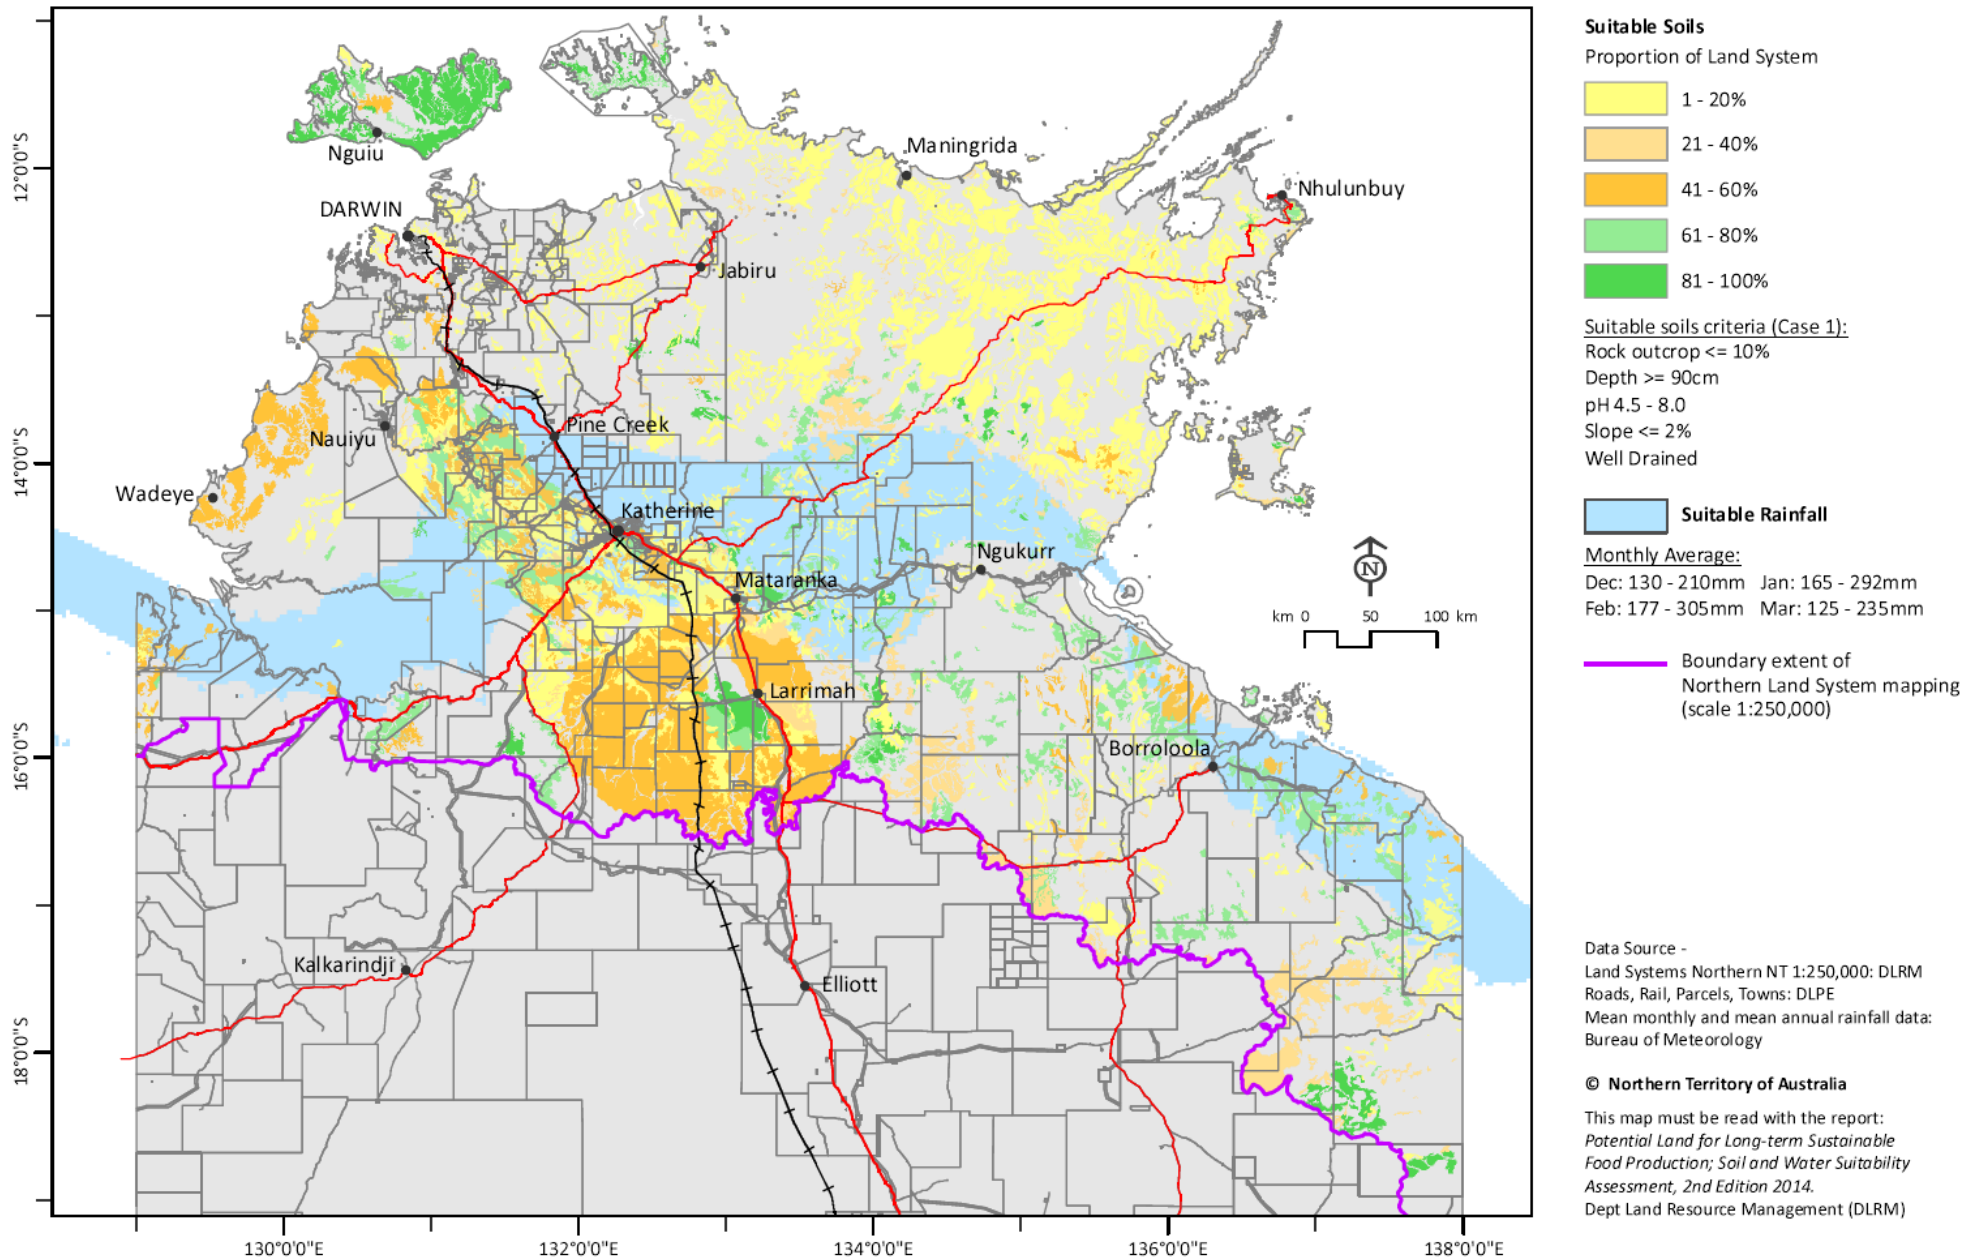 Nguiu
DARWIN
Maningrida
Nhulunbuy
Jabiru
Nauiyu
Pine Creek
Wadeye
Katherine
Ngukurr
Mataranka
Larrimah
Borroloola
Kalkarindji
Elliott
N
km 0 50 100 km
12°0'0"S
14°0'0"S
16°0'0"S
18°0'0"S
130°0'0"E
132°0'0"E
134°0'0"E
136°0'0"E
138°0'0"E
Suitable Soils
Proportion of Land System
1 - 20%
21 - 40%
41 - 60%
61 - 80%
81 - 100%
Suitable soils criteria (Case 1):
Rock outcrop <= 10%
Depth >= 90cm
pH 4.5 - 8.0
Slope <= 2%
Well Drained
Suitable Rainfall
Monthly Average:
Dec: 130 - 210mm Jan: 165 - 292mm
Feb: 177 - 305mm Mar: 125 - 235mm
Boundary extent of
Northern Land System mapping
(scale 1:250,000)
Data Source -
Land Systems Northern NT 1:250,000: DLRM
Roads, Rail, Parcels, Towns: DLPE
Mean monthly and mean annual rainfall data:
Bureau of Meteorology
© Northern Territory of Australia
This map must be read with the report:
Potential Land for Long-term Sustainable
Food Production; Soil and Water Suitability
Assessment, 2nd Edition 2014.
Dept Land Resource Management (DLRM)